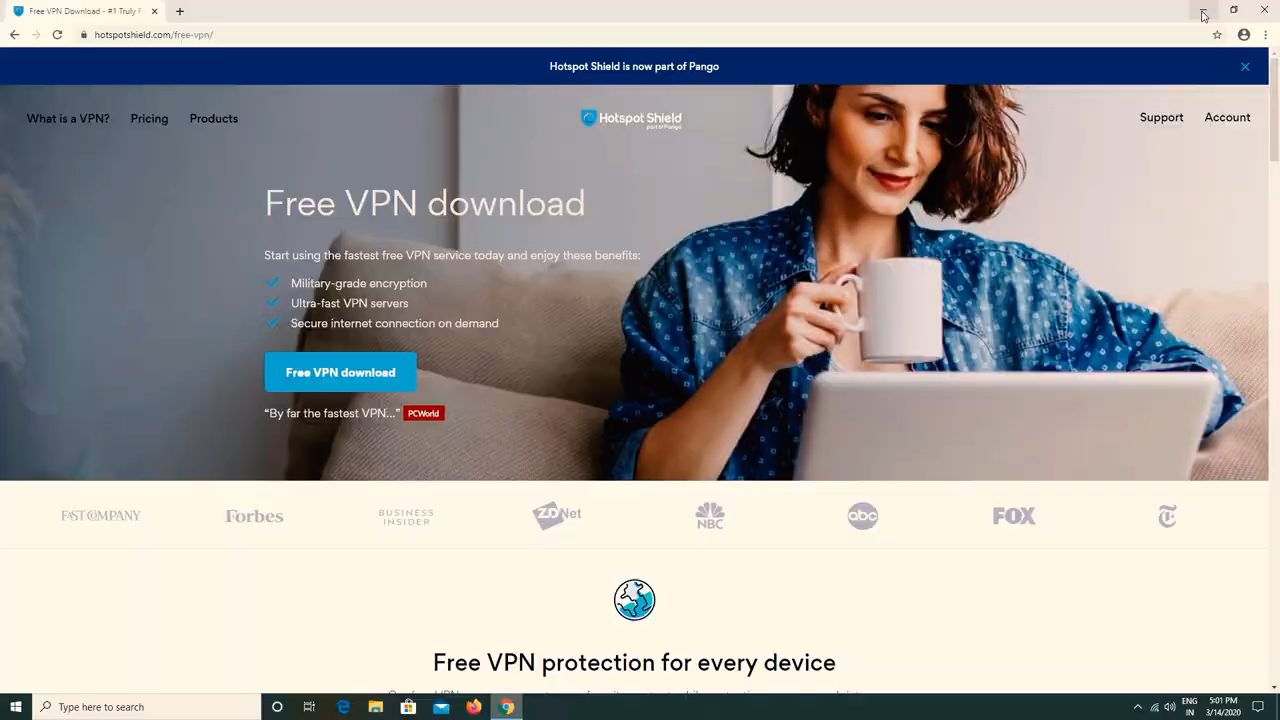 Free VPN Download - #1 Truly F
hotspotshield.com/free-vpn/
Hotspot Shield is now part of Pango
What is a VPN? Pricing Products
Hotspot Shield
part of Pango
Support Account
Free VPN download
Start using the fastest free VPN service today and enjoy these benefits:
Military-grade encryption
Ultra-fast VPN servers
Secure internet connection on demand
Free VPN download
“By far the fastest VPN...” PCWorld
FAST COMPANY
Forbes
BUSINESS
INSIDER
ZDNet
NBC
abc
FOX
T
Free VPN protection for every device
Type here to search
ENG
IN
5:01 PM
3/14/2020